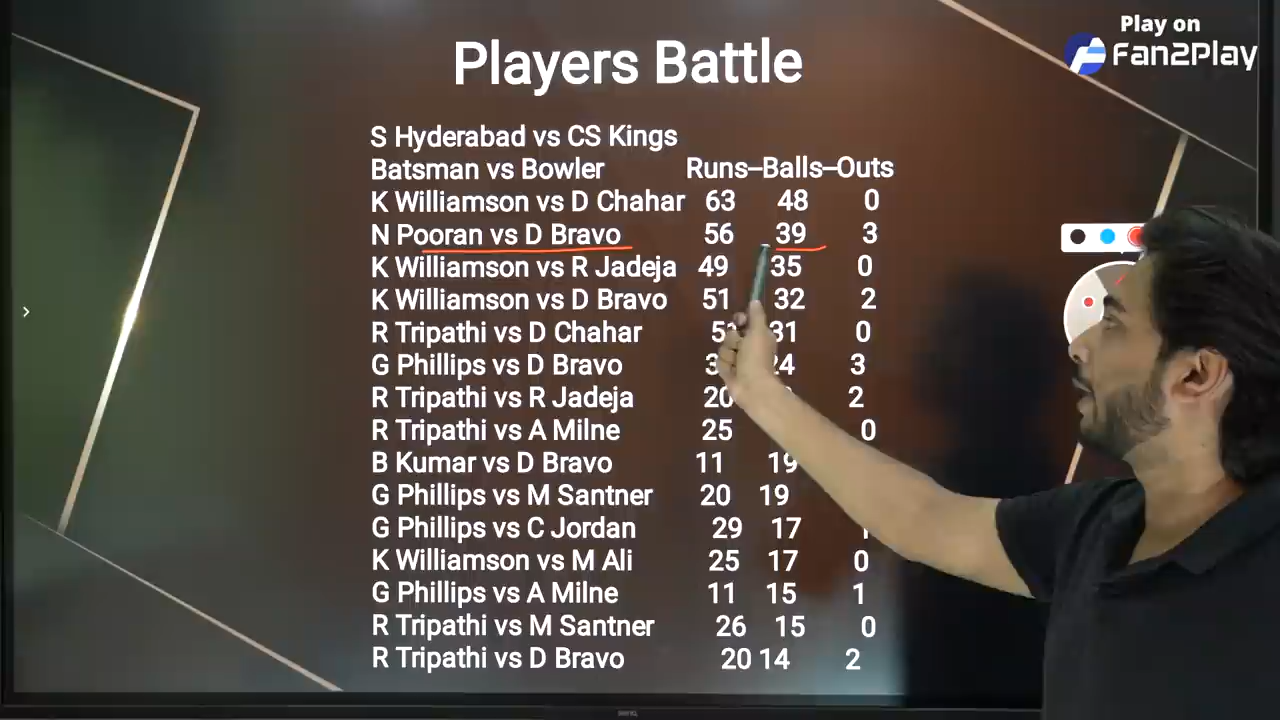 Play on
Fan2Play
Players Battle
S Hyderabad vs CS Kings
Batsman vs Bowler Runs–Balls–Outs
K Williamson vs D Chahar 63 48 0
N Pooran vs D Bravo 56 39 3
K Williamson vs R Jadeja 49 35 0
K Williamson vs D Bravo 51 32 2
R Tripathi vs D Chahar 31 0
G Phillips vs D Bravo 24 3
R Tripathi vs R Jadeja 20 2
R Tripathi vs A Milne 25 0
B Kumar vs D Bravo 11 19
G Phillips vs M Santner 20 19
G Phillips vs C Jordan 29 17
K Williamson vs M Ali 25 17 0
G Phillips vs A Milne 11 15 1
R Tripathi vs M Santner 26 15 0
R Tripathi vs D Bravo 20 14 2
BenQ